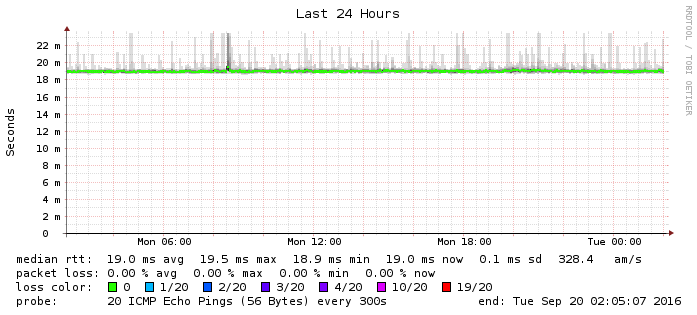 Last 24 Hours
RRDTOOL / TOBI OETIKER
Seconds
22 m
20 m
18 m
16 m
14 m
12 m
10 m
8 m
6 m
4 m
2 m
0
Mon 06:00 Mon 12:00 Mon 18:00 Tue 00:00
median rtt: 19.0 ms avg 19.5 ms max 18.9 ms min 19.0 ms now 0.1 ms sd 328.4 am/s
packet loss: 0.00 % avg 0.00 % max 0.00 % min 0.00 % now
loss color: 0 1/20 2/20 3/20 4/20 10/20 19/20
probe: 20 ICMP Echo Pings (56 Bytes) every 300s end: Tue Sep 20 02:05:07 2016